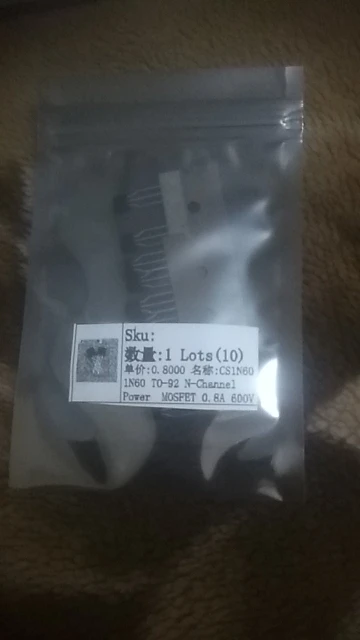 Sku:
数量:1 Lots(10)
单价:0.8000 名称:CS1N60
1N60 TO-92 N-Channel
Power MOSFET 0.8A 600V